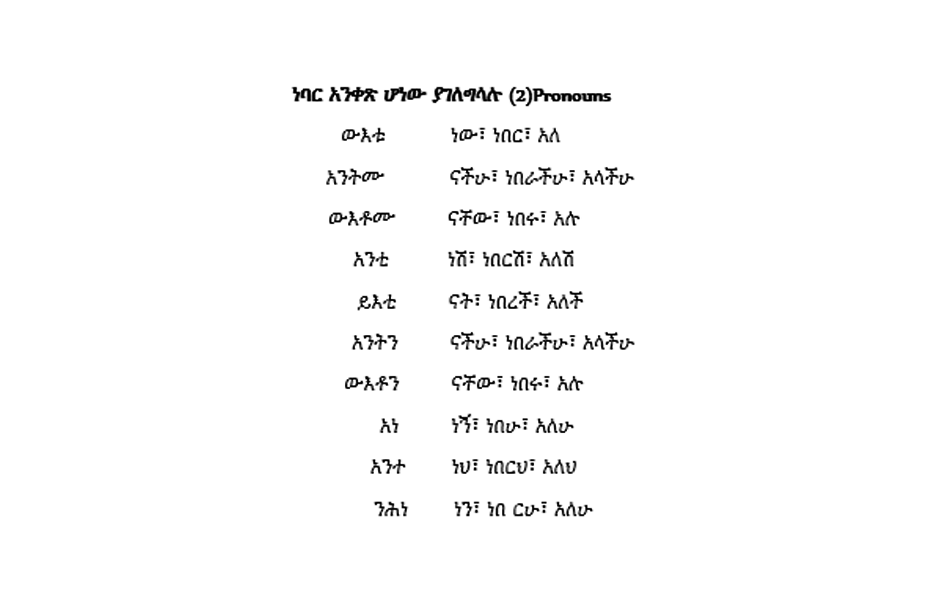 ነባር አንቀጽ ሆነው ያገለግላሉ (2)Pronouns
ውእቱ ነው፣ ነበር፣ አለ
አንትሙ ናችሁ፣ ነበራችሁ፣ አላችሁ
ውእቶሙ ናቸው፣ ነበሩ፣ አሉ
አንቲ ነሽ፣ ነበርሽ፣ አለሽ
ይእቲ ናት፣ ነበረች፣ አለች
አንትን ናችሁ፣ ነበራችሁ፣ አላችሁ
ውእቶን ናቸው፣ ነበሩ፣ አሉ
አነ ነኝ፣ ነበሁ፣ አለሁ
አንተ ነህ፣ ነበርህ፣ አለህ
ንሕነ ነን፣ ነበ ርሁ፣ አለሁ